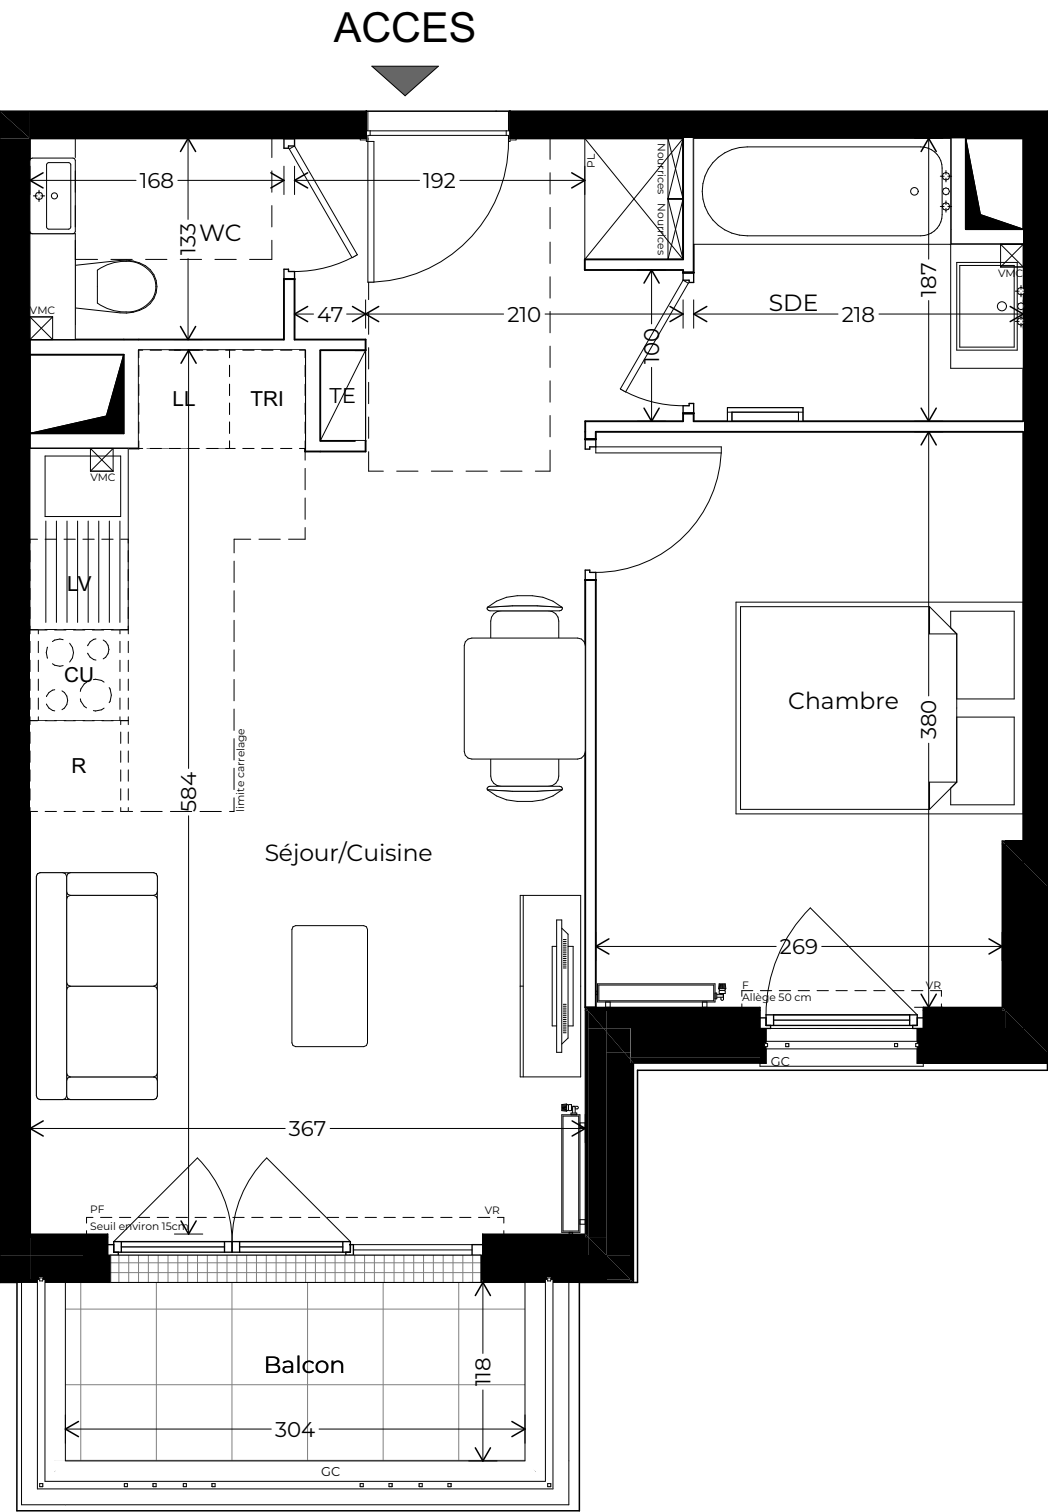 ACCES
PL
Nourrices
Nourrices
168
192
133
WC
187
VMC
SDE
VMC
47
210
218
100
LL
TRI
TE
VMC
LV
CU
R
limite carrelage
584
Chambre
380
Séjour/Cuisine
269
F
VR
Allège 50 cm
GC
367
PF
VR
Seuil environ 15cm
Balcon
118
304
GC